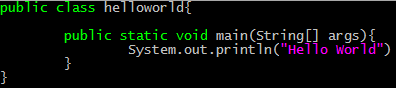 public class helloworld{
public static void main(String[] args){
System.out.println("Hello World")
}
}